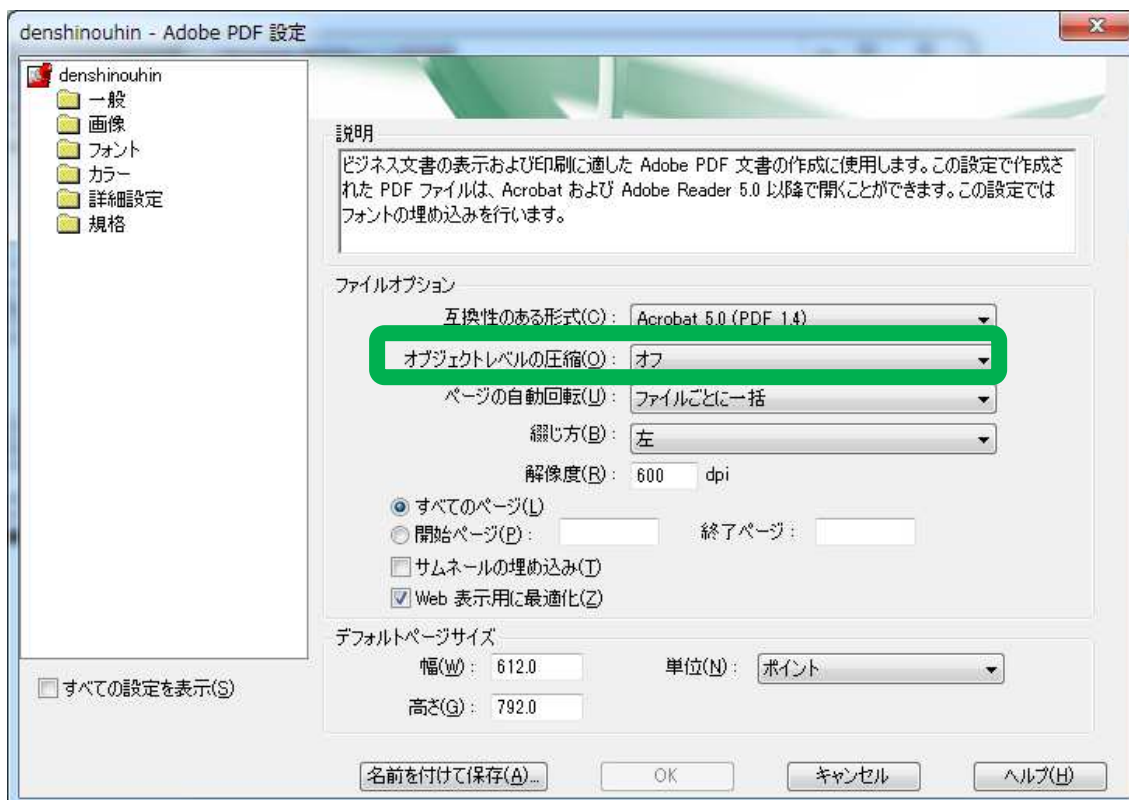 denshinouhin - Adobe PDF 設定
denshinouhin
一般
画像
フォント
カラー
詳細設定
規格
すべての設定を表示(S)
説明
ビジネス文書の表示および印刷に適した Adobe PDF 文書の作成に使用します。この設定で作成さ
れた PDF ファイルは、Acrobat および Adobe Reader 5.0 以降で開くことができます。この設定では
フォントの埋め込みを行います。
ファイルオプション
互換性のある形式(C): Acrobat 5.0 (PDF 1.4)
オブジェクトレベルの圧縮(O): オフ
ページの自動回転(U): ファイルごとに一括
綴じ方(B): 左
解像度(R): 600 dpi
すべてのページ(L)
開始ページ(P): 終了ページ:
サムネールの埋め込み(T)
Web 表示用に最適化(Z)
デフォルトページサイズ
幅(W): 612.0 単位(N): ポイント
高さ(G): 792.0
名前を付けて保存(A)... OK キャンセル ヘルプ(H)